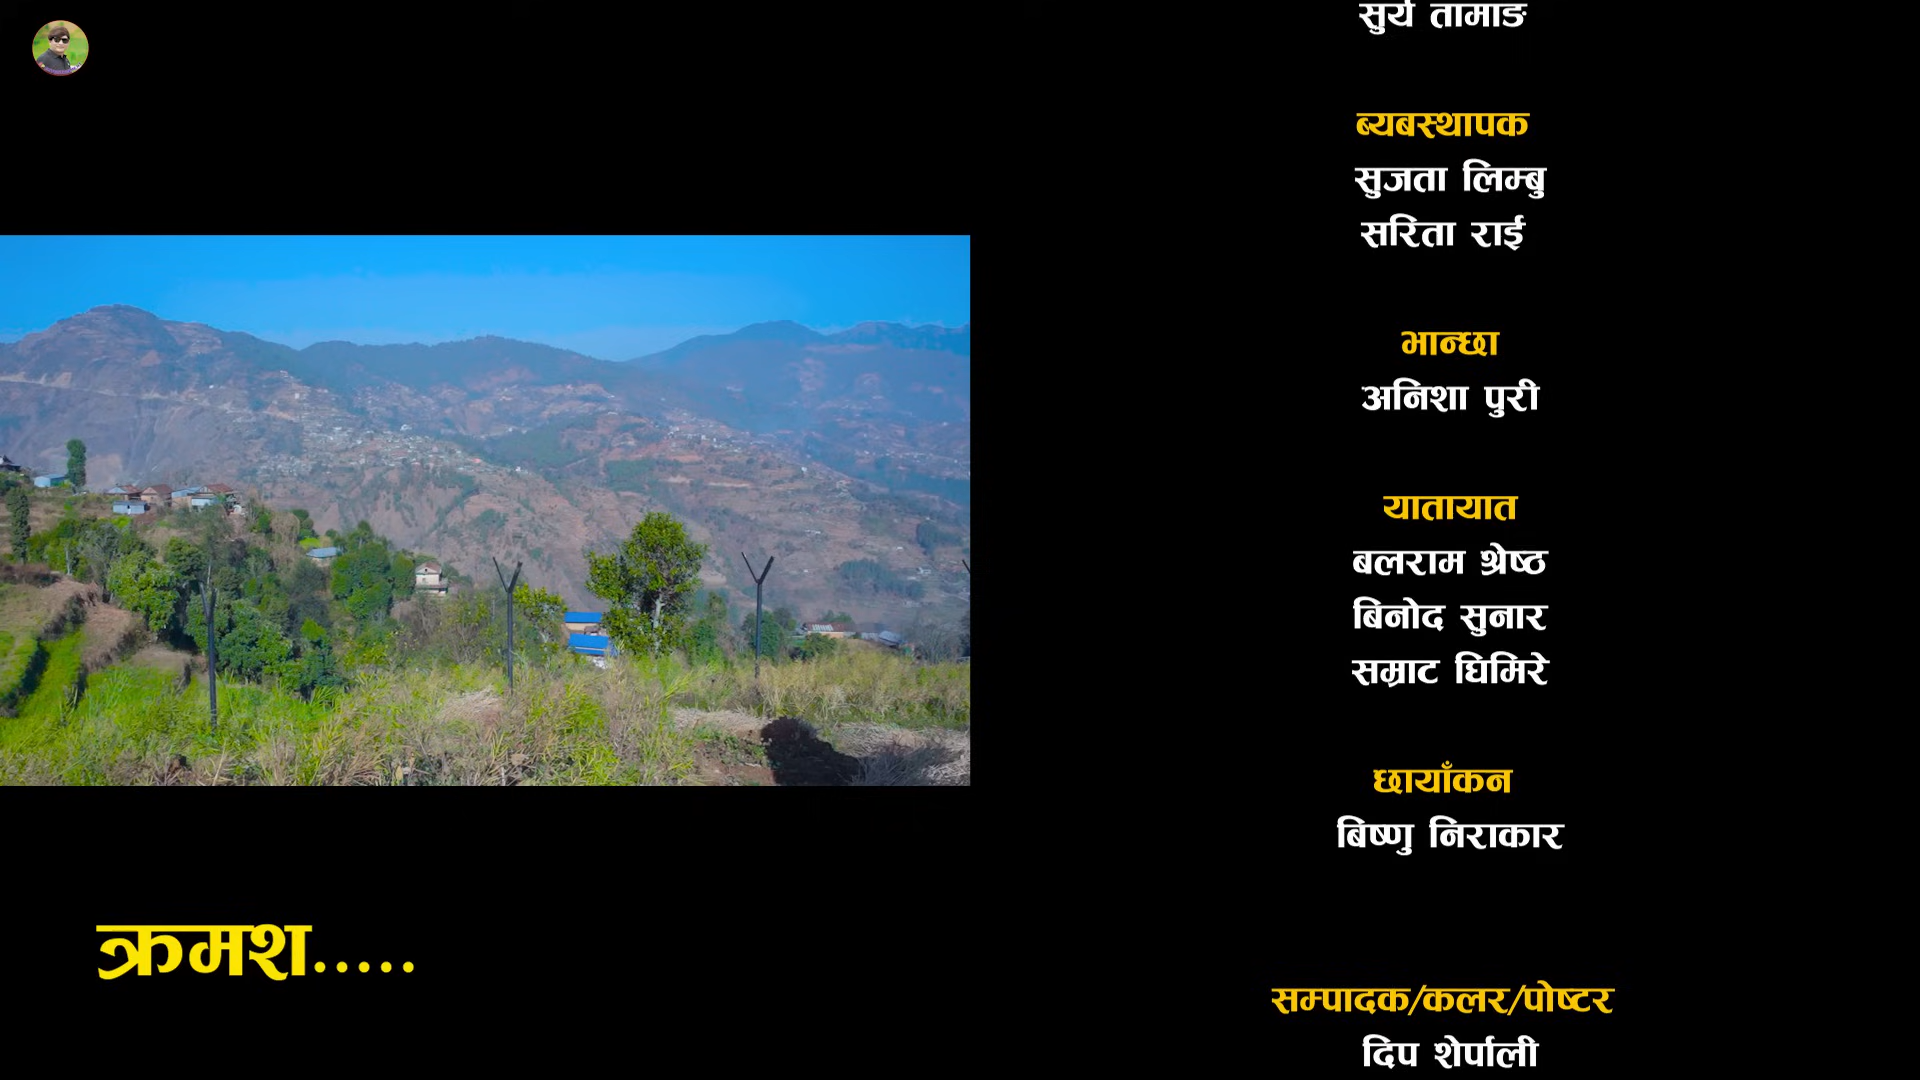 सुर्य तामाङ
ब्यबस्थापक
सुजता लिम्बु
सरिता राई
भान्छा
अनिशा पुरी
यातायात
बलराम श्रेष्ठ
बिनोद सुनार
सम्राट घिमिरे
छायाँकन
बिष्णु निराकार
क्रमश.....
सम्पादक/कलर/पोष्टर
दिप शेर्पाली